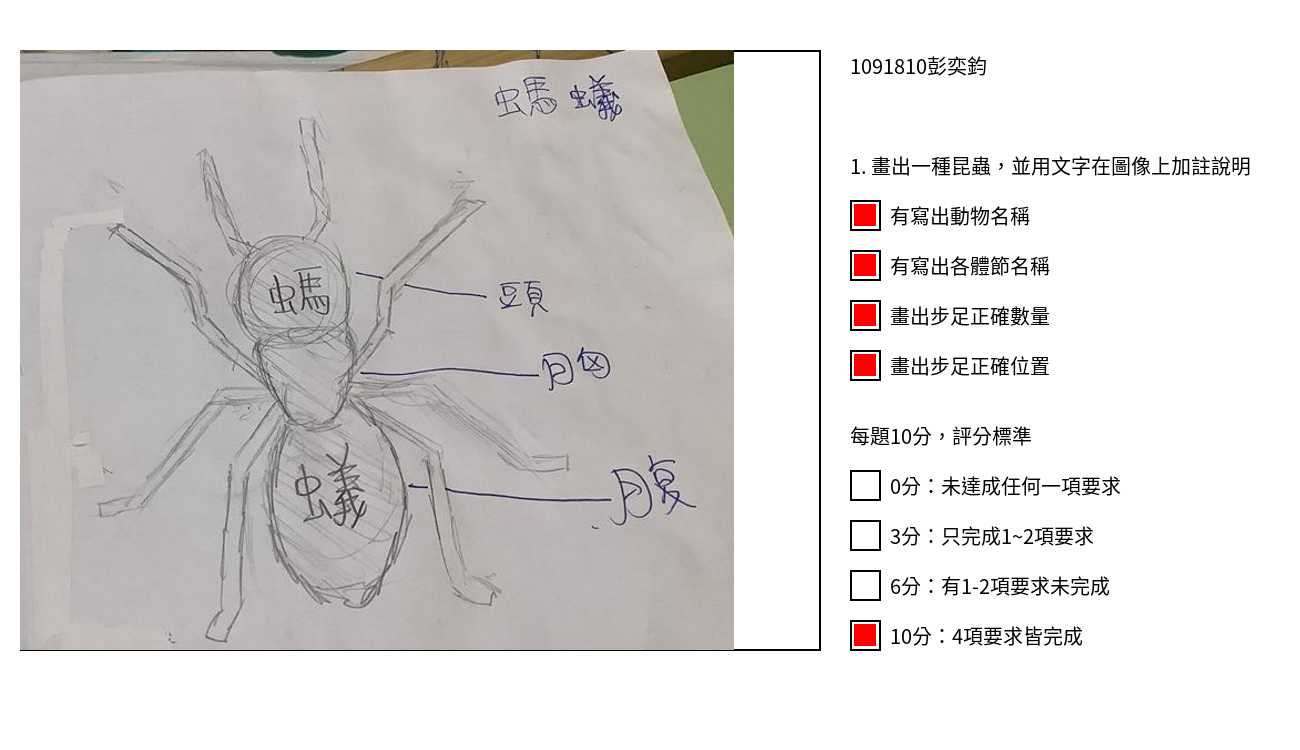 螞蟻
螞
頭
胸
蟻
腹
1091810彭奕鈞
1. 畫出一種昆蟲，並用文字在圖像上加註說明
有寫出動物名稱
有寫出各體節名稱
畫出步足正確數量
畫出步足正確位置
每題10分，評分標準
0分：未達成任何一項要求
3分：只完成1~2項要求
6分：有1-2項要求未完成
10分：4項要求皆完成